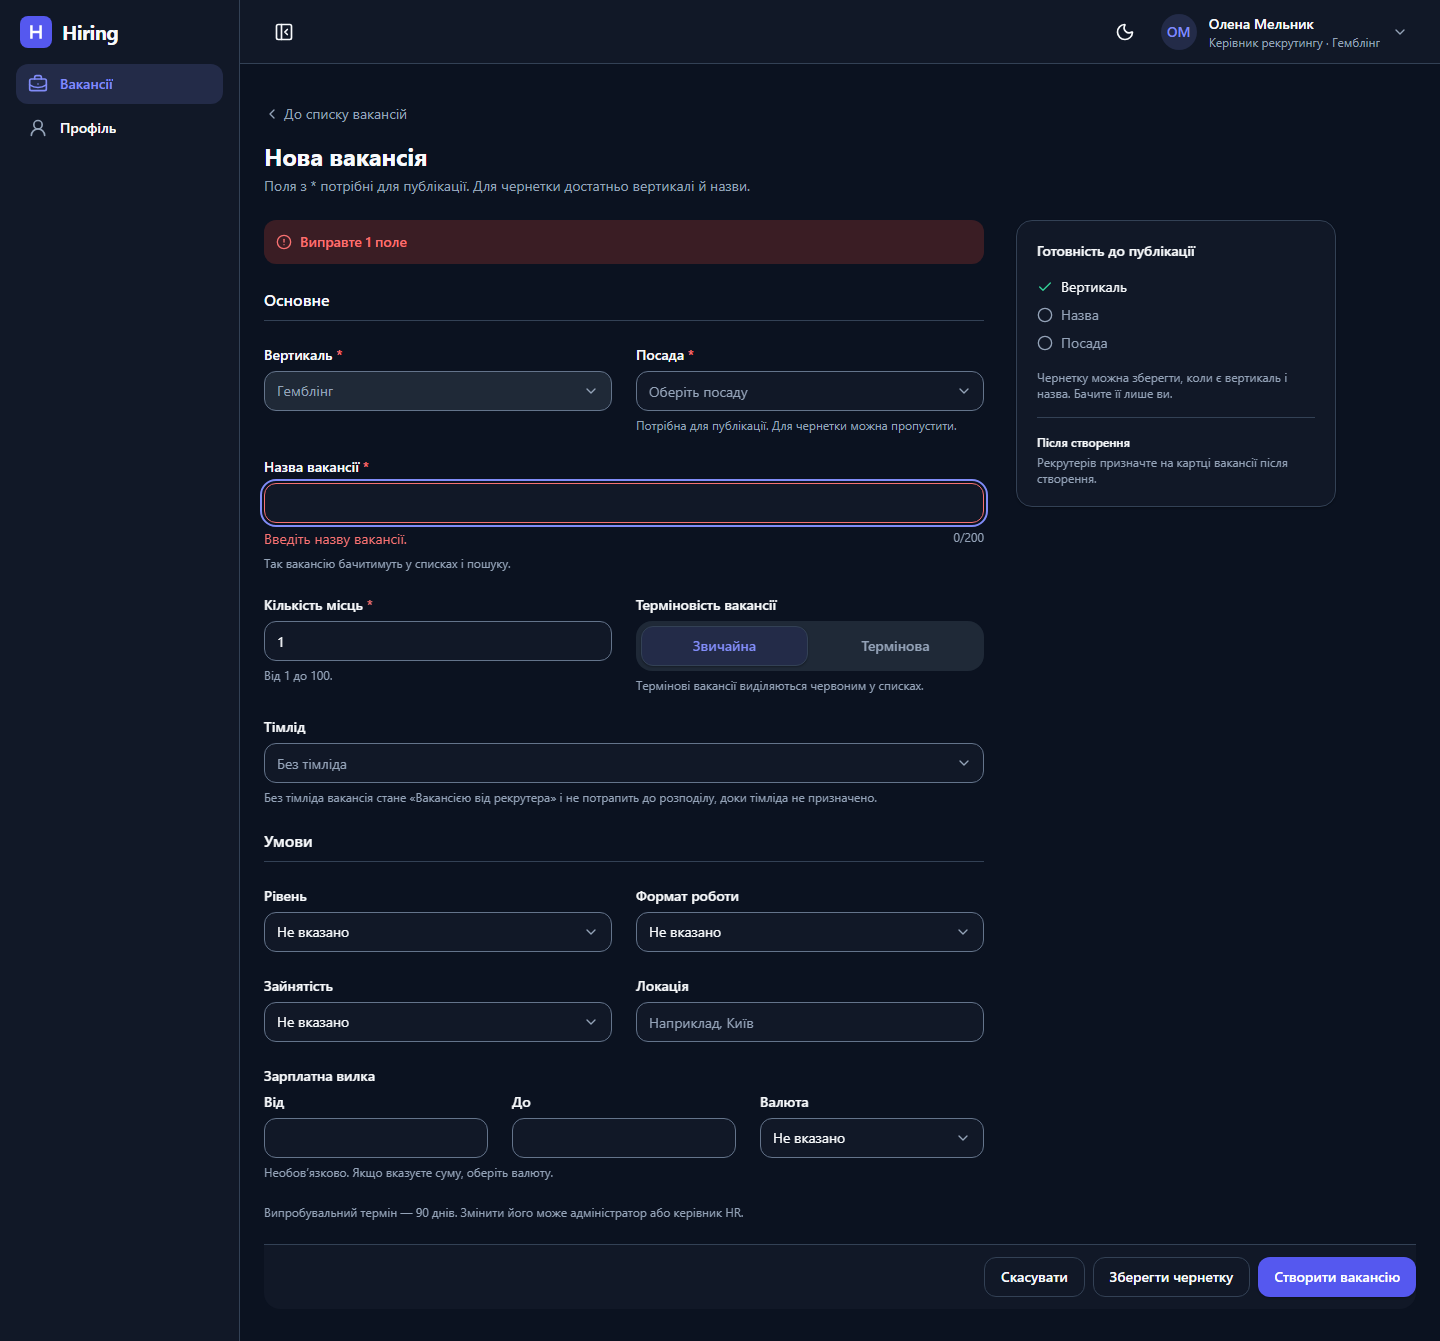 H Hiring
Вакансії
Профіль
ОМ
Олена Мельник
Керівник рекрутингу · Гемблінг
До списку вакансій
Нова вакансія
Поля з * потрібні для публікації. Для чернетки достатньо вертикалі й назви.
Виправте 1 поле
Основне
Вертикаль *
Гемблінг
Посада *
Оберіть посаду
Потрібна для публікації. Для чернетки можна пропустити.
Назва вакансії *
Введіть назву вакансії.
0/200
Так вакансію бачитимуть у списках і пошуку.
Кількість місць *
1
Від 1 до 100.
Терміновість вакансії
Звичайна
Термінова
Термінові вакансії виділяються червоним у списках.
Тімлід
Без тімліда
Без тімліда вакансія стане «Вакансією від рекрутера» і не потрапить до розподілу, доки тімліда не призначено.
Умови
Рівень
Не вказано
Формат роботи
Не вказано
Зайнятість
Не вказано
Локація
Наприклад, Київ
Зарплатна вилка
Від
До
Валюта
Не вказано
Необов’язково. Якщо вказуєте суму, оберіть валюту.
Випробувальний термін — 90 днів. Змінити його може адміністратор або керівник HR.
Скасувати
Зберегти чернетку
Створити вакансію
Готовність до публікації
Вертикаль
Назва
Посада
Чернетку можна зберегти, коли є вертикаль і
назва. Бачите її лише ви.
Після створення
Рекрутерів призначте на картці вакансії після
створення.